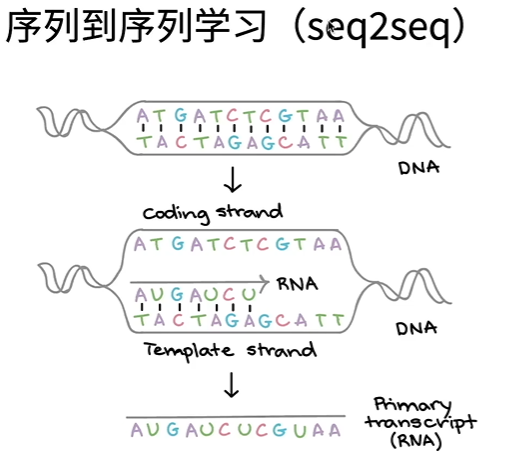 序列到序列学习（seq2seq）
ATGATCTCGTAA
TACTAGAGCATT
DNA
Coding strand
ATGATCTCGTAA
RNA
AUGAUCU
TACTAGAGCATT
DNA
Template strand
Primary
transcript
(RNA)
AUGAUCUCGUAA